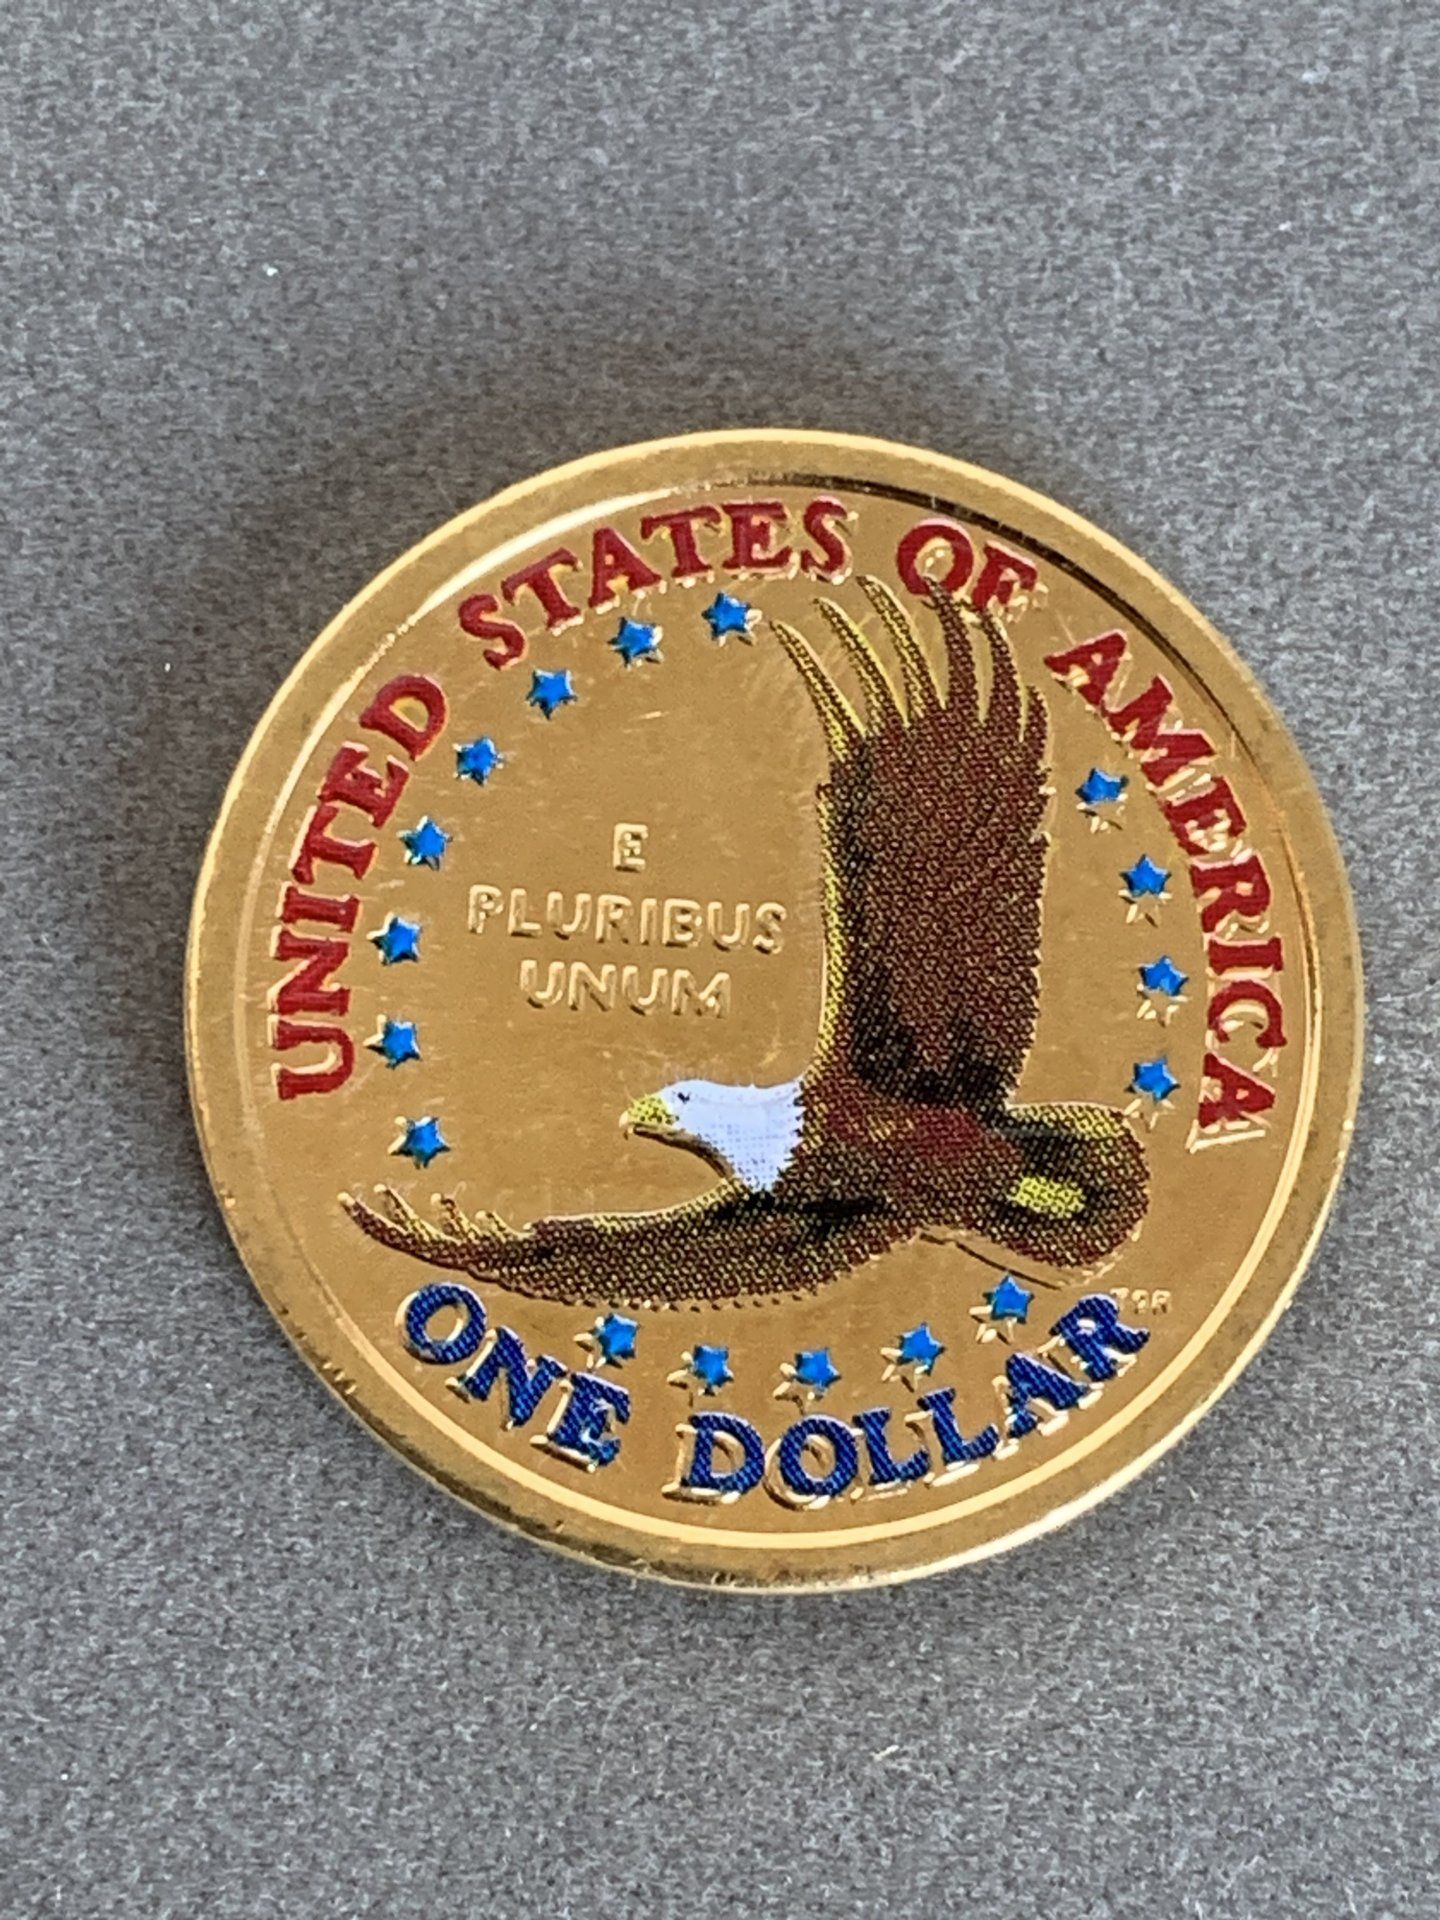 UNITED STATES OF AMERICA
E
PLURIBUS
UNUM
TDR
ONE DOLLAR